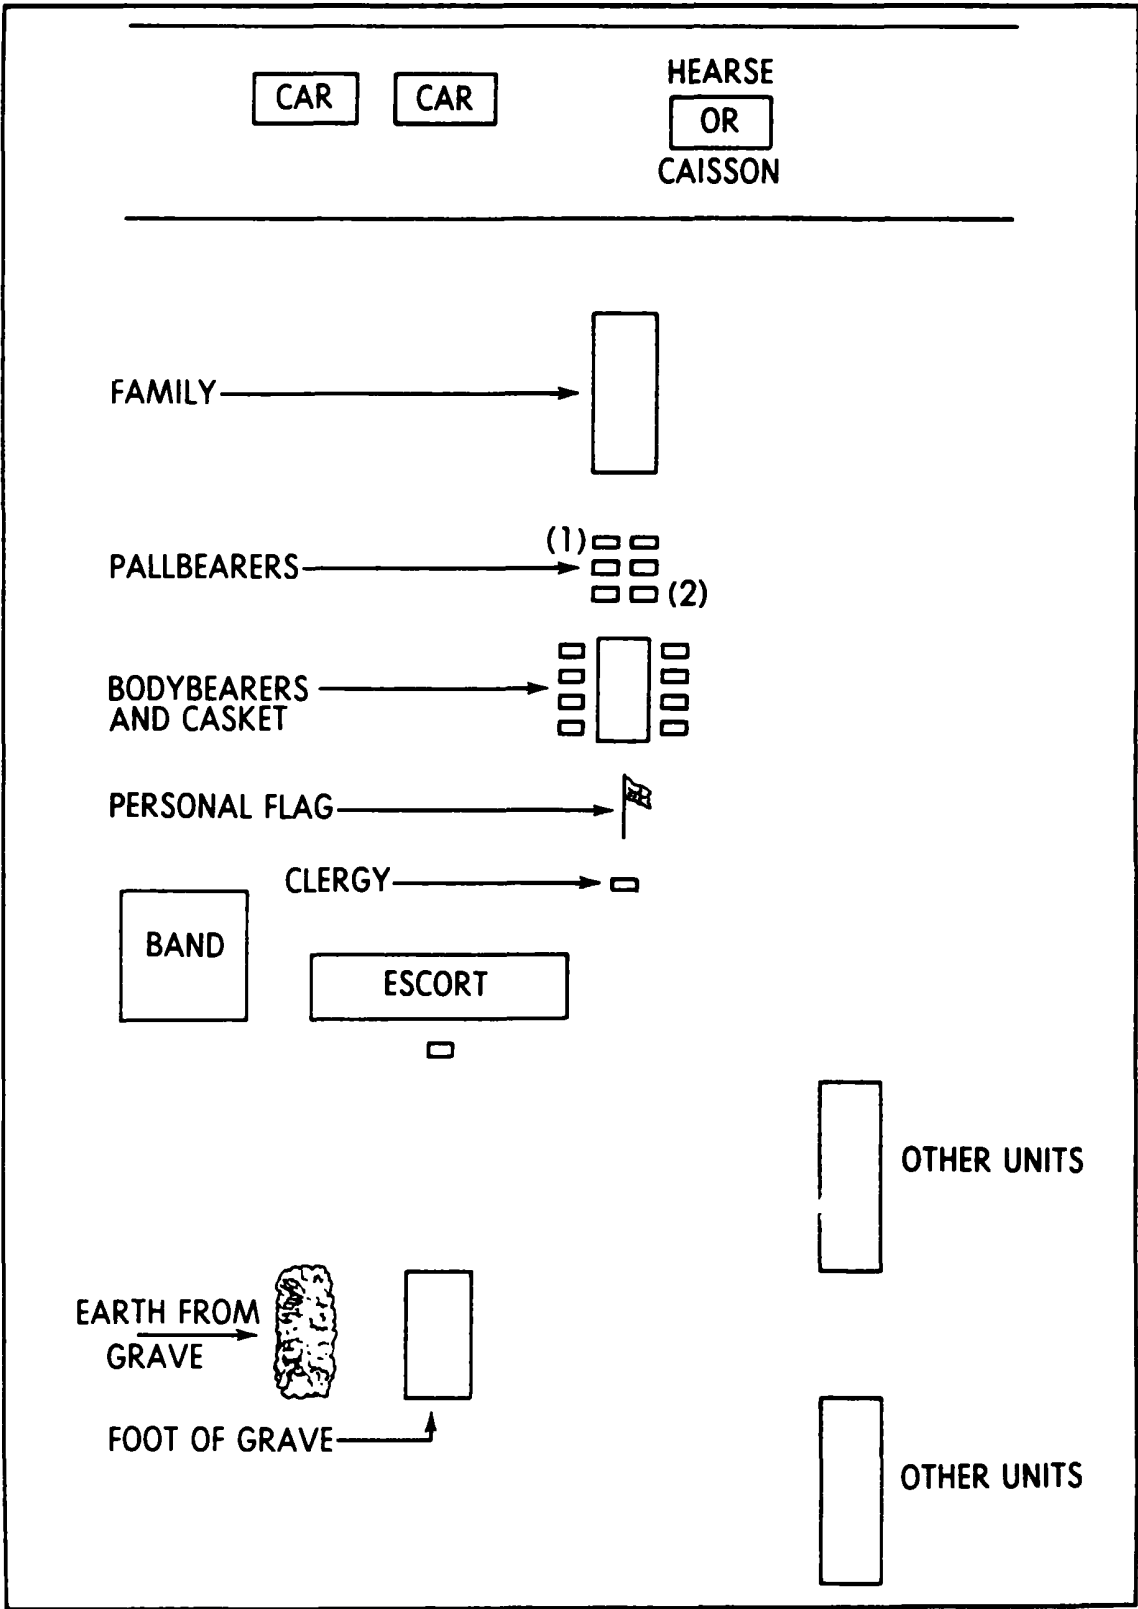 CAR
CAR
HEARSE
OR
CAISSON
FAMILY
(1)
PALLBEARERS
(2)
BODYBEARERS
AND CASKET
PERSONAL FLAG
CLERGY
BAND
ESCORT
OTHER UNITS
EARTH FROM
GRAVE
FOOT OF GRAVE
OTHER UNITS